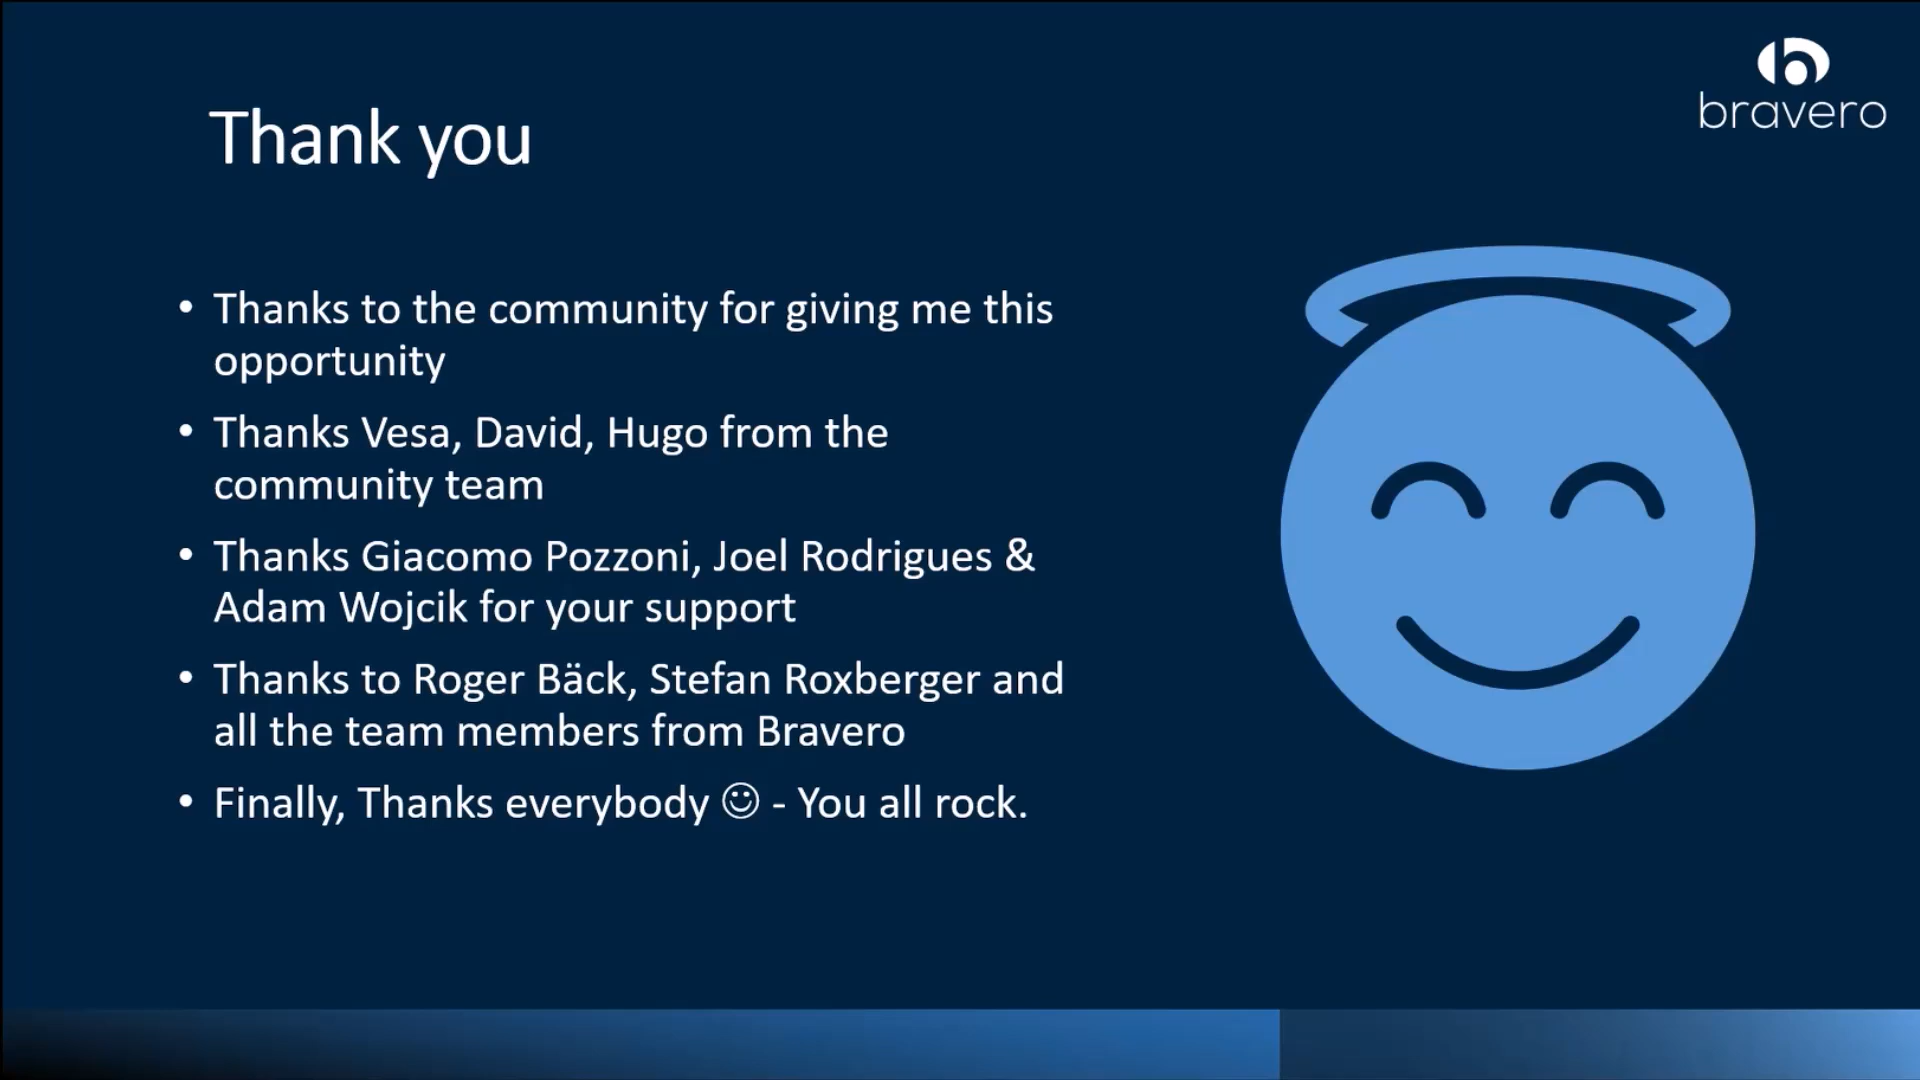 bravero
Thank you
• Thanks to the community for giving me this
opportunity
• Thanks Vesa, David, Hugo from the
community team
• Thanks Giacomo Pozzoni, Joel Rodrigues &
Adam Wojcik for your support
• Thanks to Roger Bäck, Stefan Roxberger and
all the team members from Bravero
• Finally, Thanks everybody ☺ - You all rock.